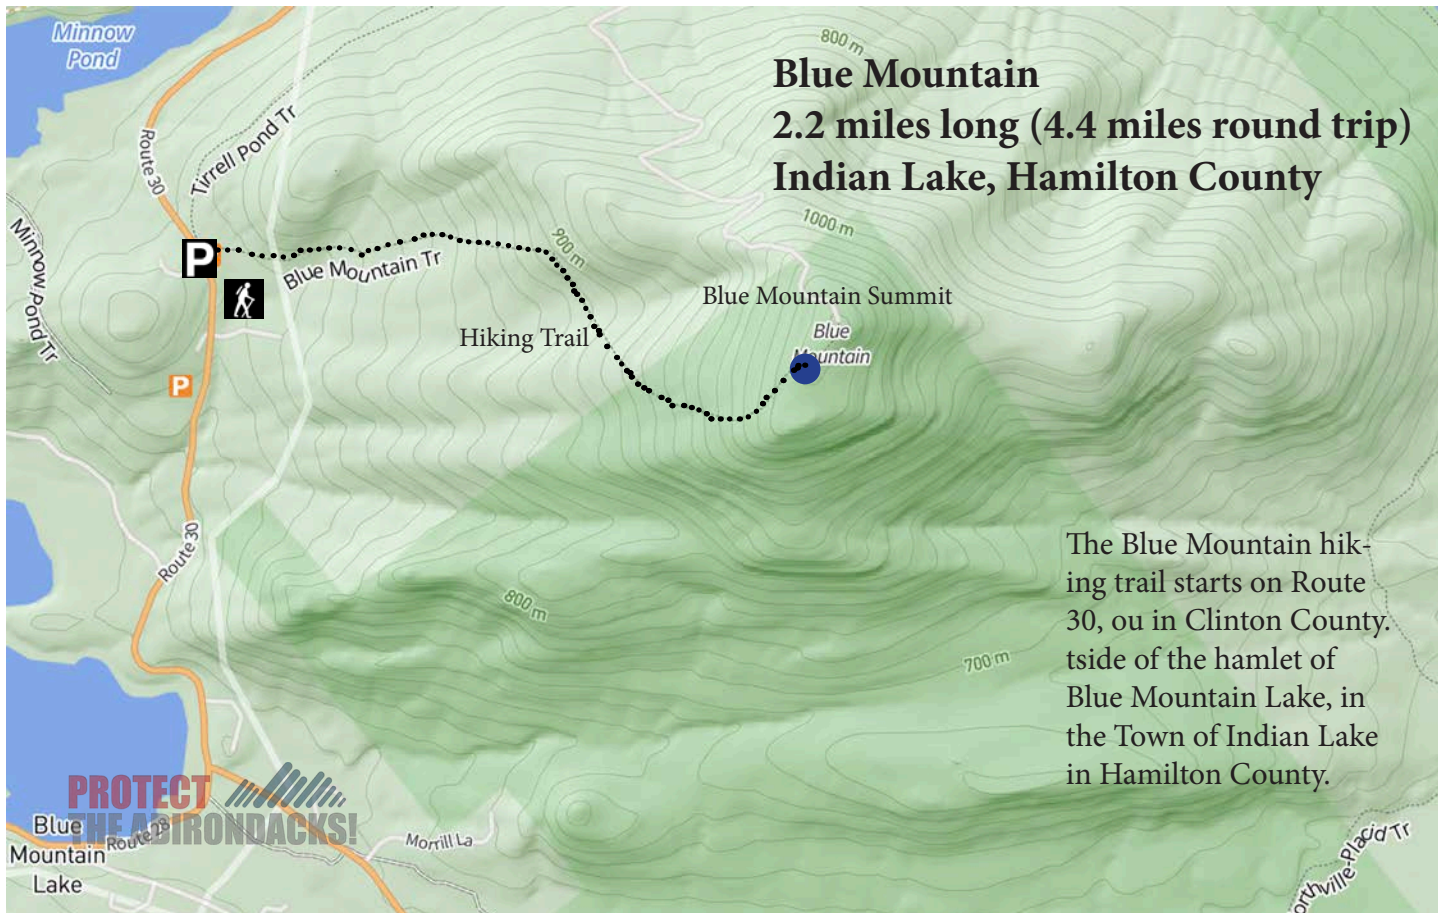 Minnow
Pond
800 m
Blue Mountain
2.2 miles long (4.4 miles round trip)
Indian Lake, Hamilton County
Route 30
Tirrell Pond Tr
Minnow Pond Tr
1000 m
900 m
P
Blue Mountain Tr
Blue Mountain Summit
Hiking Trail
Blue
Mountain
P
Route 30
The Blue Mountain hik-
ing trail starts on Route
30, ou in Clinton County.
tside of the hamlet of
Blue Mountain Lake, in
the Town of Indian Lake
in Hamilton County.
800 m
700 m
PROTECT
THE ADIRONDACKS!
Blue
Mountain
Lake
Route 28
Morrill La
orthville-Placid Tr